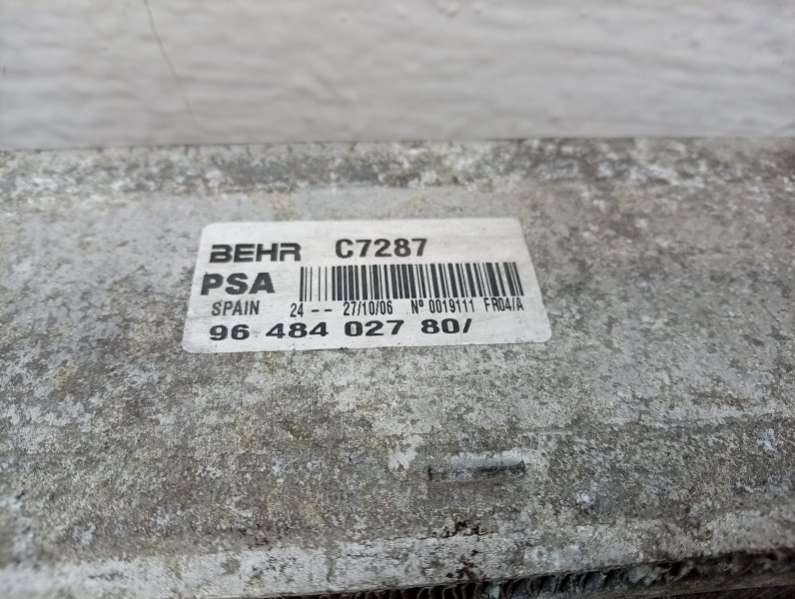 BEHR C7287
PSA
SPAIN 24 -- 27/10/06 Nº 0019111 FR04/A
96 484 027 80/